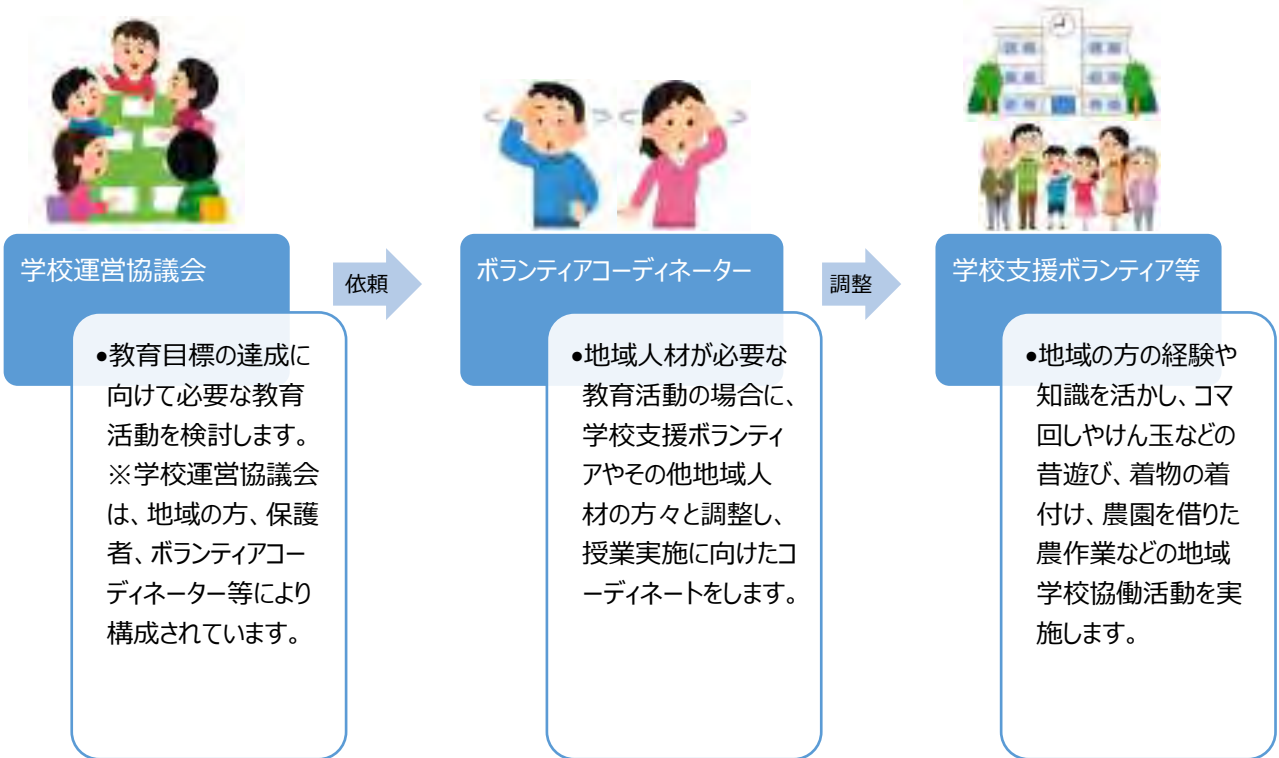 学校運営協議会
•教育目標の達成に
向けて必要な教育
活動を検討します。
※学校運営協議会
は、地域の方、保護
者、ボランティアコー
ディネーター等により
構成されています。
依頼
ボランティアコーディネーター
•地域人材が必要な
教育活動の場合に、
学校支援ボランティ
アやその他地域人
材の方々と調整し、
授業実施に向けたコ
ーディネートをします。
調整
学校支援ボランティア等
•地域の方の経験や
知識を活かし、コマ
回しやけん玉などの
昔遊び、着物の着
付け、農園を借りた
農作業などの地域
学校協働活動を実
施します。